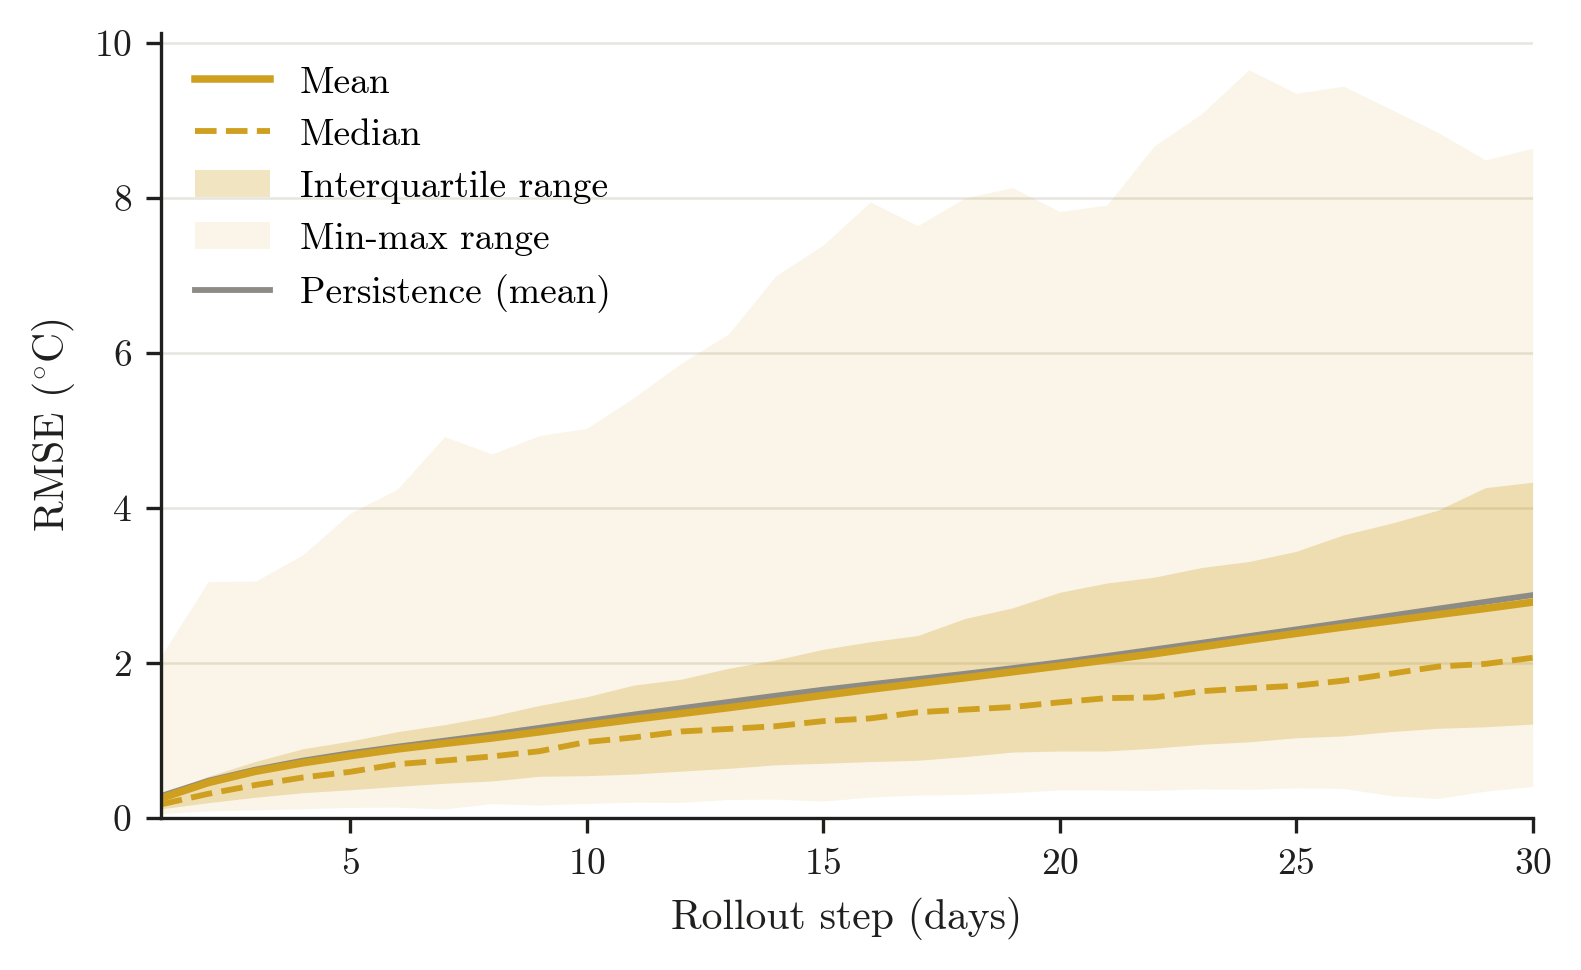 10
8
6
4
2
0
RMSE (°C)
Mean
Median
Interquartile range
Min-max range
Persistence (mean)
5 10 15 20 25 30
Rollout step (days)